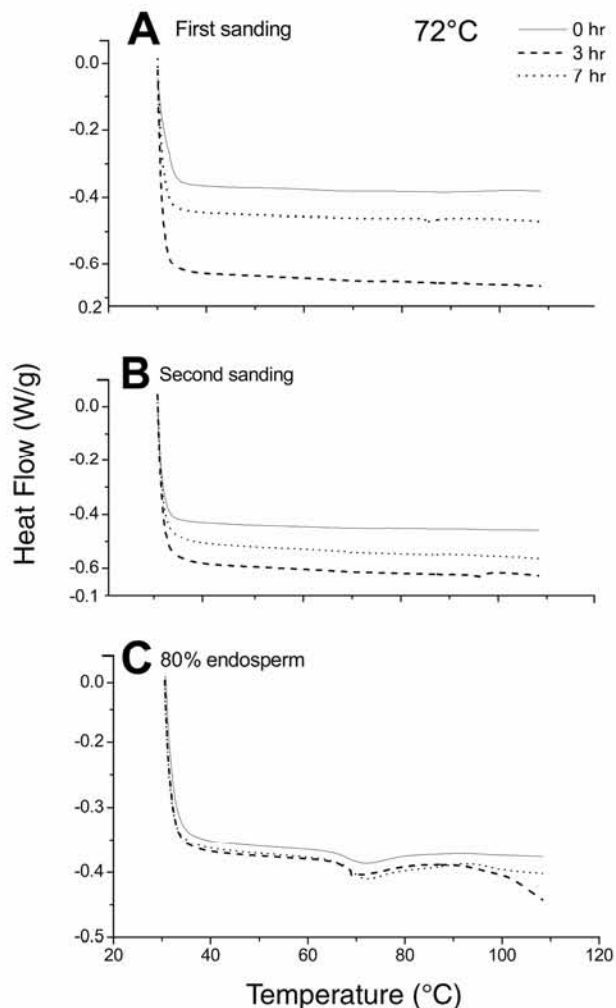 A First sanding 72°C
0 hr
3 hr
7 hr
0.0
-0.2
-0.4
-0.6
0.2
B Second sanding
0.0
-0.2
-0.4
-0.6
-0.1
Heat Flow (W/g)
C 80% endosperm
0.0
-0.2
-0.3
-0.4
-0.5
20 40 60 80 100 120
Temperature (°C)